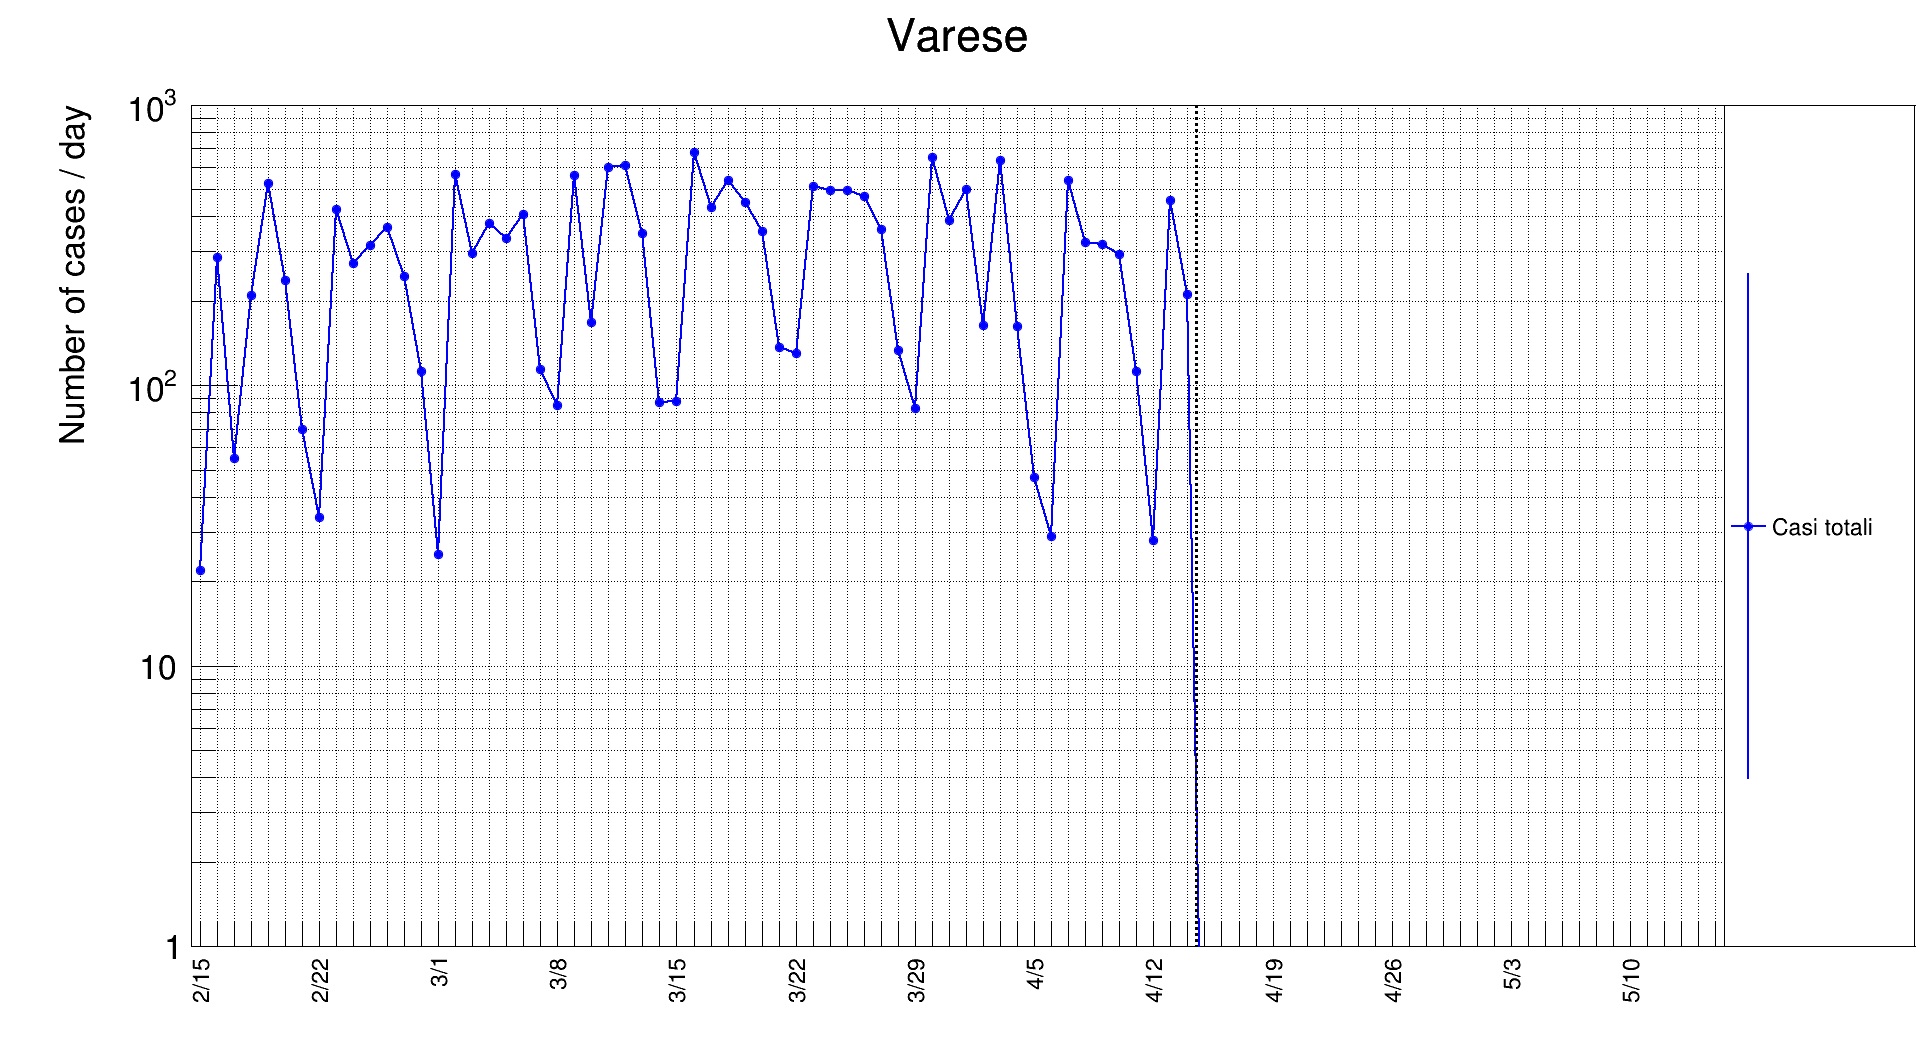 Varese
Number of cases / day
10³
10²
10
1
2/15 2/22 3/1 3/8 3/15 3/22 3/29 4/5 4/12 4/19 4/26 5/3 5/10
Casi totali